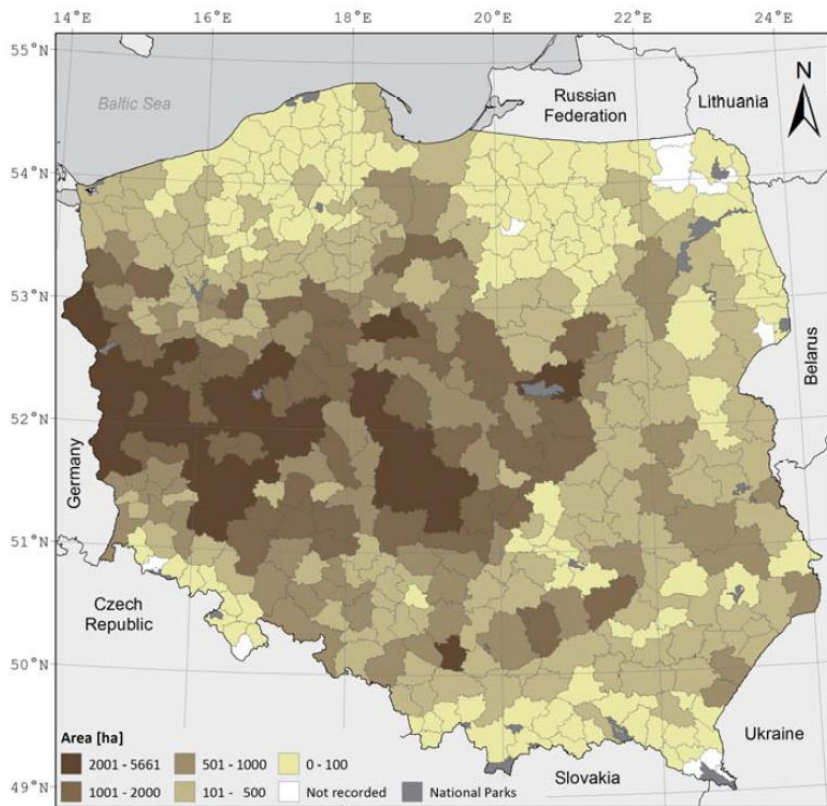 14°E 16°E 18°E 20°E 22°E 24°E
55°N
N
Baltic Sea
Russian
Federation
Lithuania
54°N
53°N
Belarus
52°N
Germany
51°N
Czech
Republic
50°N
Ukraine
Area [ha]
2001 - 5661 501 - 1000 0 - 100
49°N
1001 - 2000 101 - 500 Not recorded National Parks
Slovakia